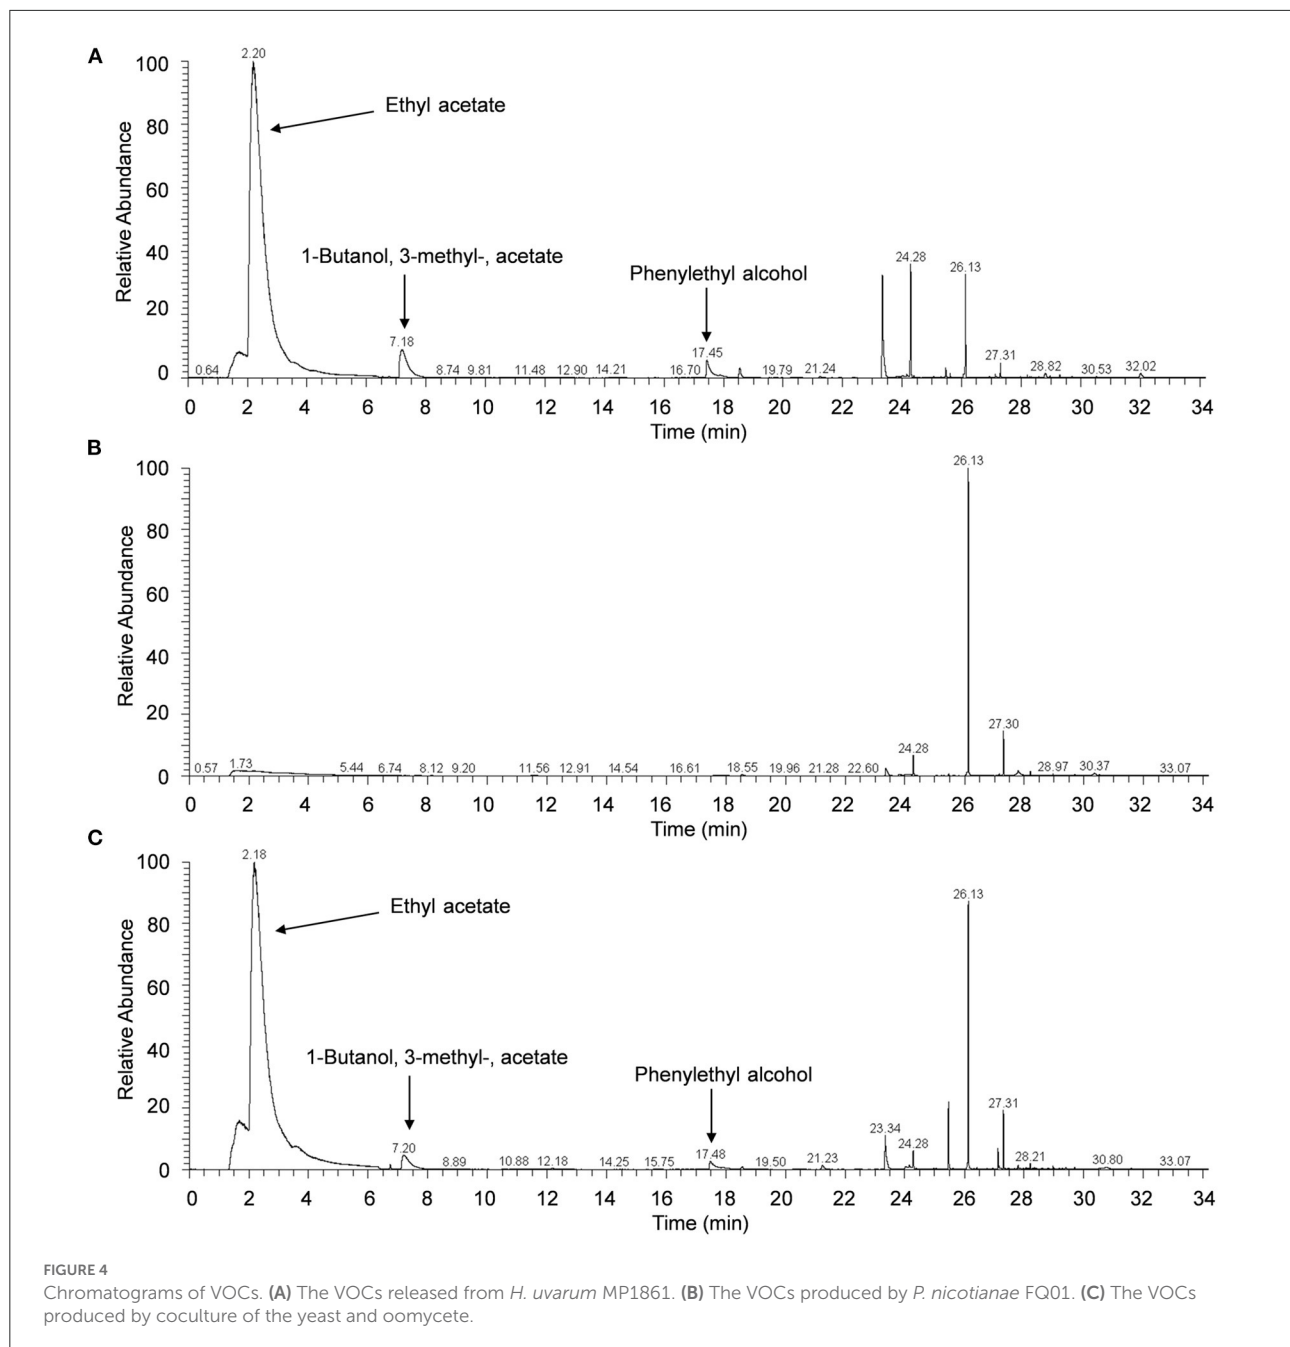 A
2.20
100
Ethyl acetate
80
60
1-Butanol, 3-methyl-, acetate
Phenylethyl alcohol
40
24.28
26.13
20
7.18
17.45
27.31
0
0.64
8.74 9.81 11.48 12.90 14.21 16.70 19.79 21.24 28.82 30.53 32.02
0 2 4 6 8 10 12 14 16 18 20 22 24 26 28 30 32 34
Time (min)
Relative Abundance
B
26.13
100
80
60
40
20
27.30
24.28
0
0.57 1.73 5.44 6.74 8.12 9.20 11.56 12.91 14.54 16.61 18.55 19.96 21.28 22.60 28.97 30.37 33.07
0 2 4 6 8 10 12 14 16 18 20 22 24 26 28 30 32 34
Time (min)
Relative Abundance
C
2.18
100
Ethyl acetate
26.13
80
60
1-Butanol, 3-methyl-, acetate
Phenylethyl alcohol
40
20
27.31
23.34
24.28
7.20
17.48
0
8.89 10.88 12.18 14.25 15.75 19.50 21.23 28.21 30.80 33.07
0 2 4 6 8 10 12 14 16 18 20 22 24 26 28 30 32 34
Time (min)
Relative Abundance
FIGURE 4
Chromatograms of VOCs. (A) The VOCs released from H. uvarum MP1861. (B) The VOCs produced by P. nicotianae FQ01. (C) The VOCs
produced by coculture of the yeast and oomycete.